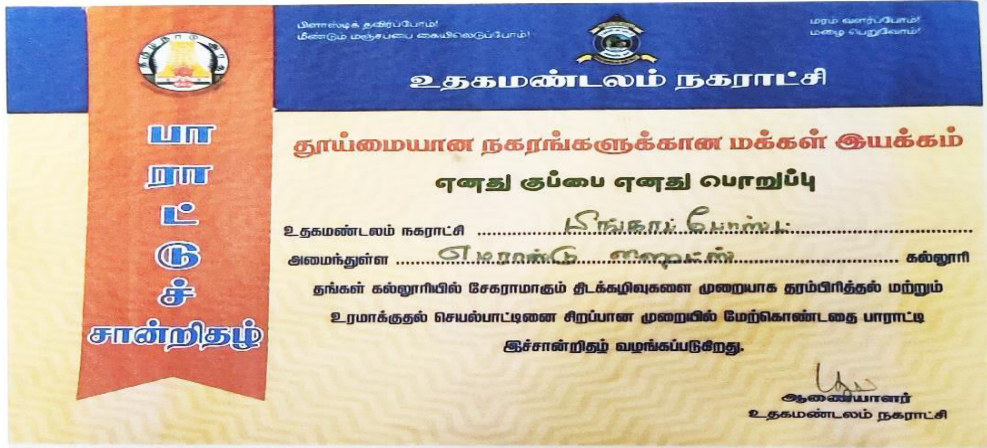 பிளாஸ்டிக் தவிர்ப்போம்!
மீண்டும் மஞ்சப்பை கையிலெடுப்போம்!
மரம் வளர்ப்போம்!
மழை பெறுவோம்!
உதகமண்டலம் நகராட்சி
பா
ரா
ட்
டு
ச்
சான்றிதழ்
தூய்மையான நகரங்களுக்கான மக்கள் இயக்கம்
எனது குப்பை எனது பொறுப்பு
உதகமண்டலம் நகராட்சி பிங்கர் போஸ்ட்
அமைந்துள்ள எமரால்டு ஹைட்ஸ் கல்லூரி
தங்கள் கல்லூரியில் சேகராமாகும் திடக்கழிவுகளை முறையாக தரம்பிரித்தல் மற்றும்
உரமாக்குதல் செயல்பாட்டினை சிறப்பான முறையில் மேற்கொண்டதை பாராட்டி
இச்சான்றிதழ் வழங்கப்படுகிறது.
ஆணையாளர்
உதகமண்டலம் நகராட்சி